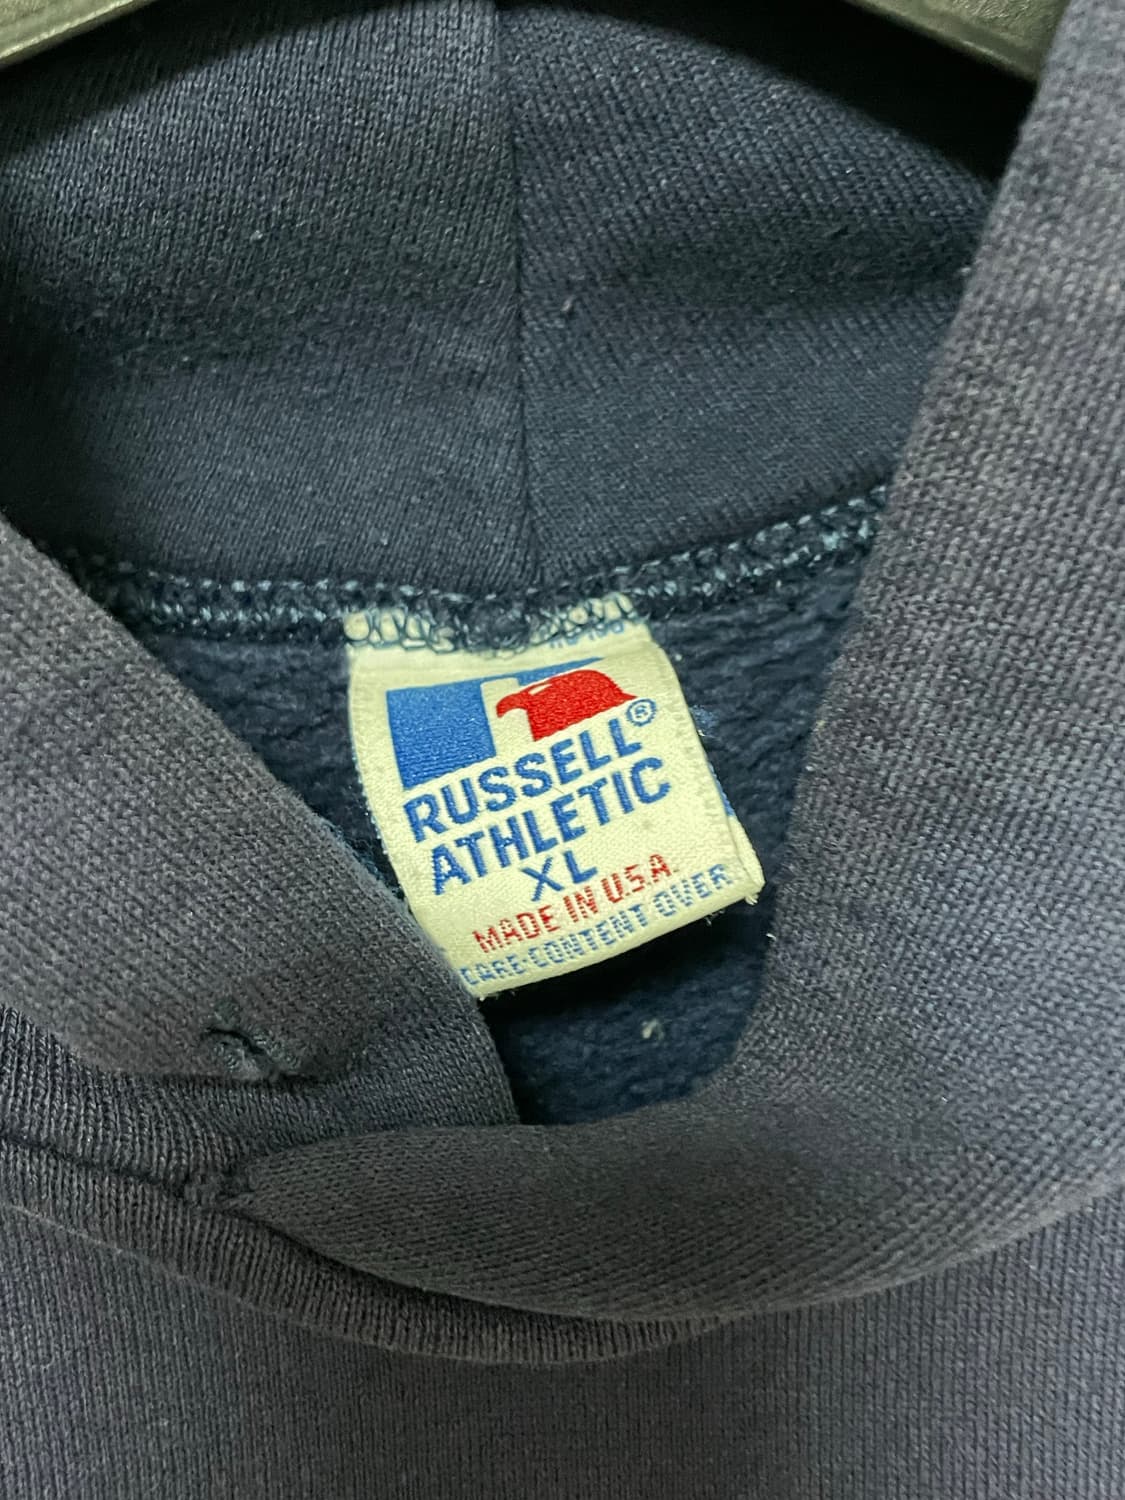 RUSSELL®
ATHLETIC
XL
MADE IN U.S.A.
CARE-CONTENT OVER